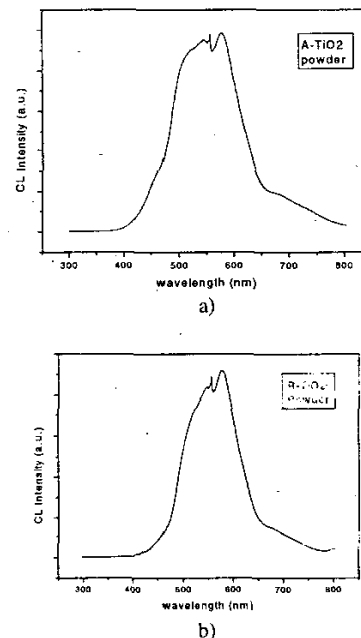 A-TiO2
powder
CL Intensity (a.u.)
300 400 500 600 700 800
wavelength (nm)
a)
Powder
CL Intensity (a.u.)
300 400 500 600 700 800
wavelength (nm)
b)